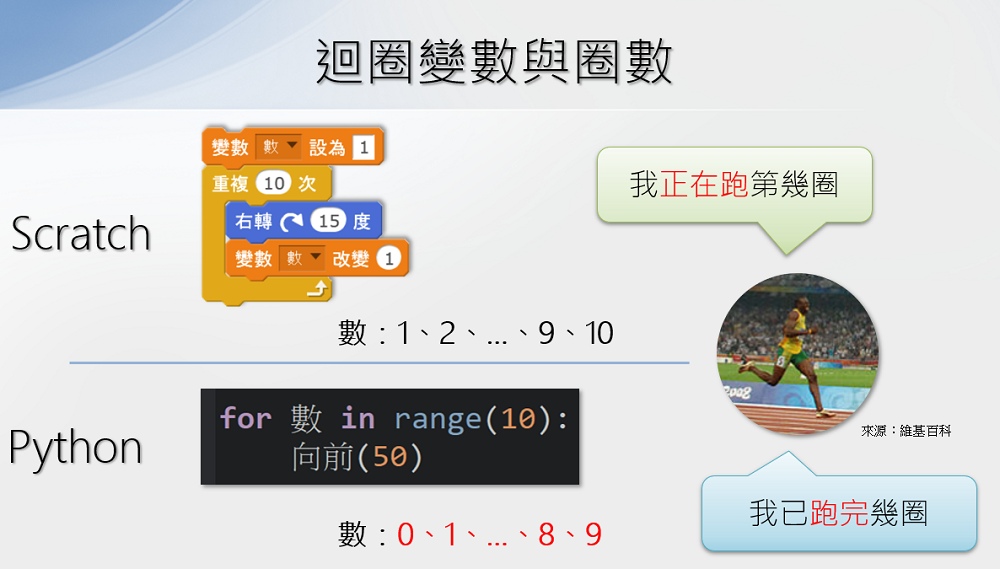 迴圈變數與圈數
Scratch
變數 數 設為 1
重複 10 次
右轉 15 度
變數 數 改變 1
數：1、2、…、9、10
我正在跑第幾圈
2008
來源：維基百科
Python
for 數 in range(10):
向前(50)
數：0、1、…、8、9
我已跑完幾圈